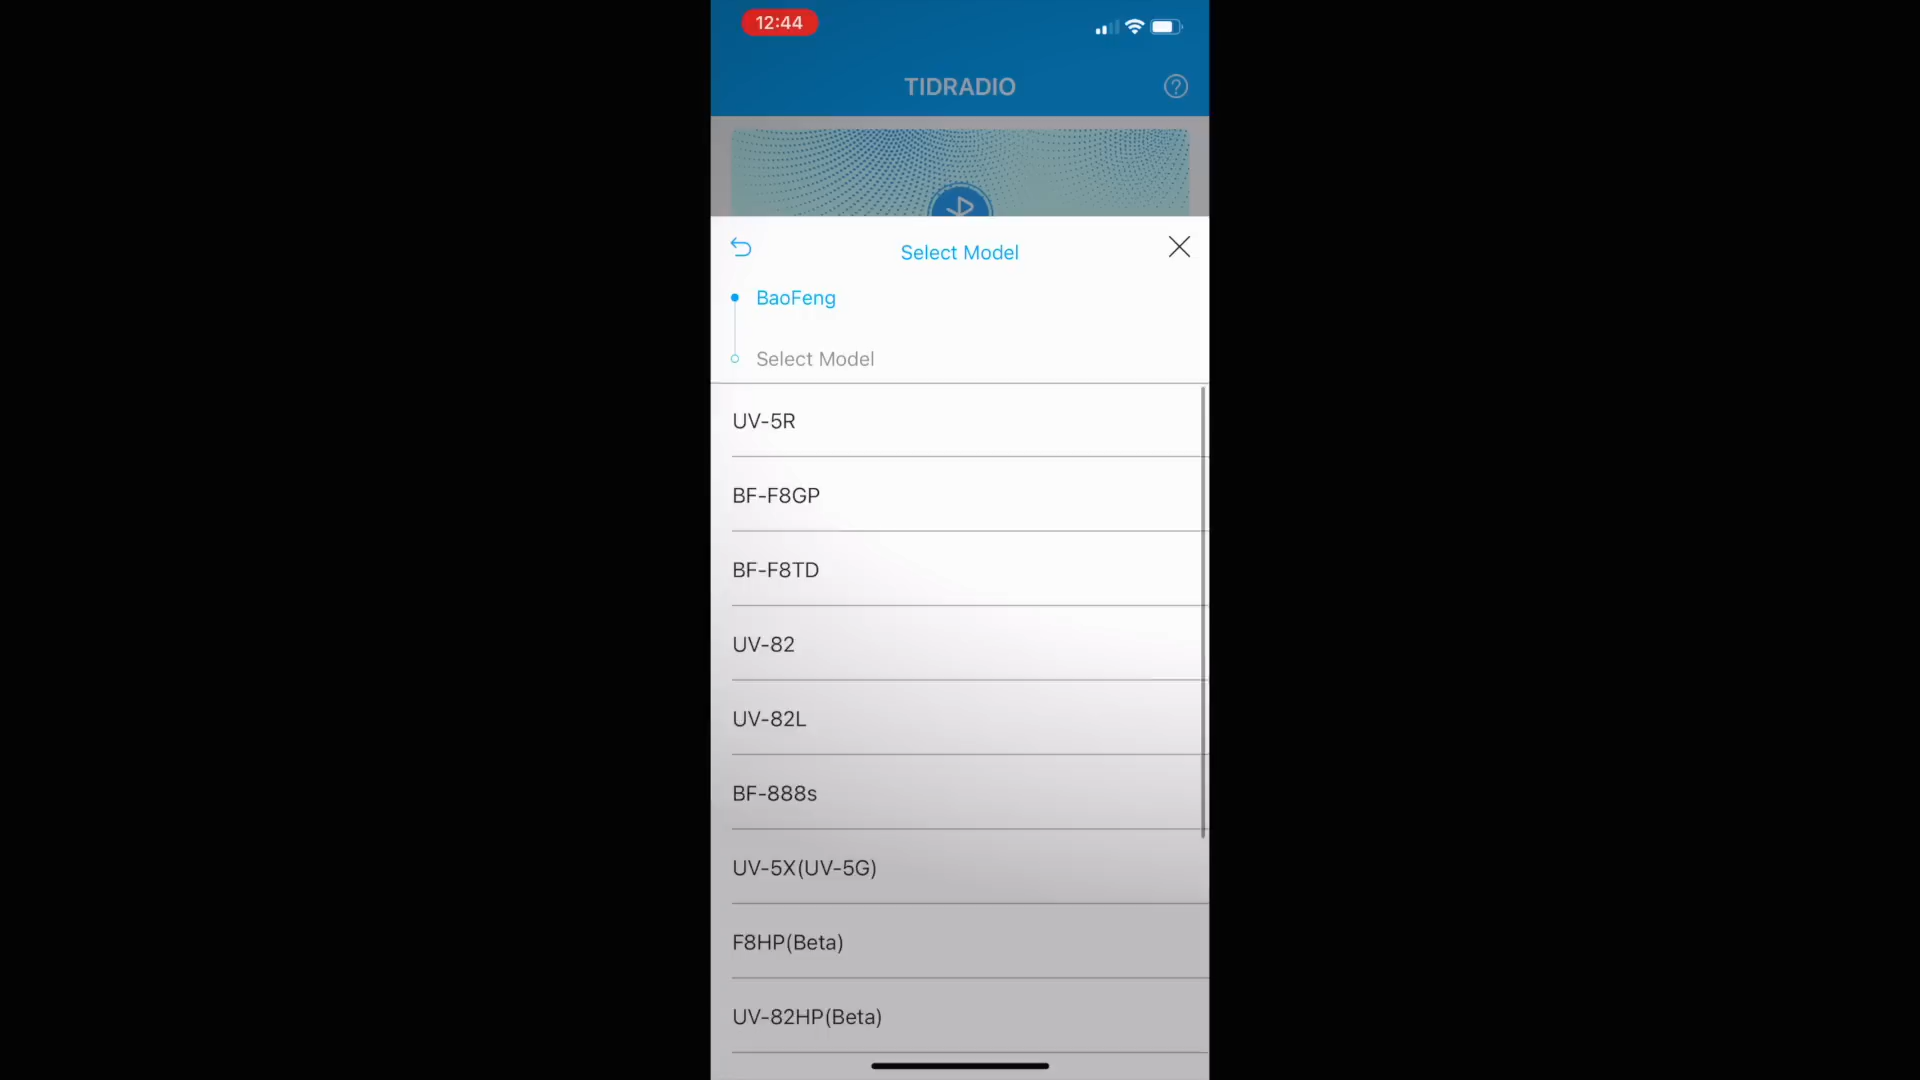 12:44
TIDRADIO
Select Model
BaoFeng
Select Model
UV-5R
BF-F8GP
BF-F8TD
UV-82
UV-82L
BF-888s
UV-5X(UV-5G)
F8HP(Beta)
UV-82HP(Beta)